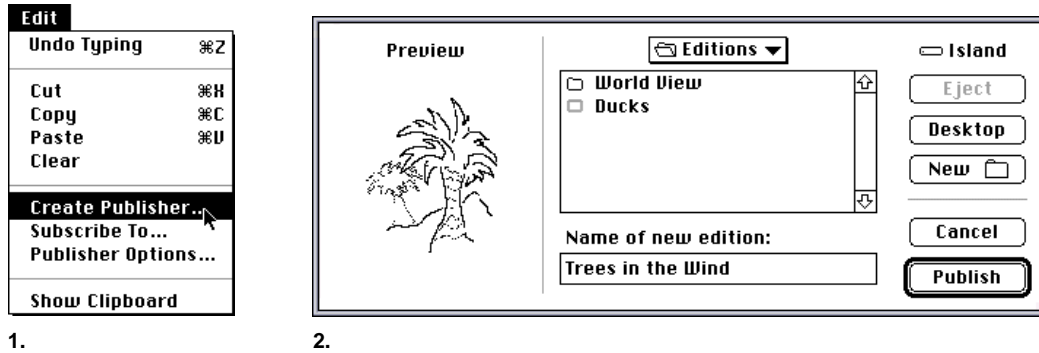 Edit
Undo Typing ⌘Z
Cut ⌘X
Copy ⌘C
Paste ⌘V
Clear
Create Publisher...
Subscribe To...
Publisher Options...
Show Clipboard
1.
Preview
Editions
World View
Ducks
Name of new edition:
Trees in the Wind
Island
Eject
Desktop
New
Cancel
Publish
2.